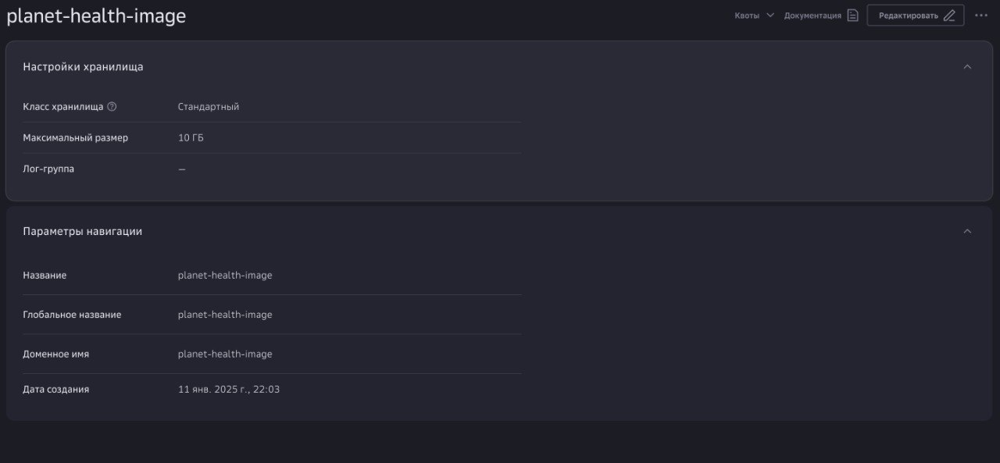 planet-health-image
Квоты Документация Редактировать
Настройки хранилища
Класс хранилища Стандартный
Максимальный размер 10 ГБ
Лог-группа —
Параметры навигации
Название planet-health-image
Глобальное название planet-health-image
Доменное имя planet-health-image
Дата создания 11 янв. 2025 г., 22:03